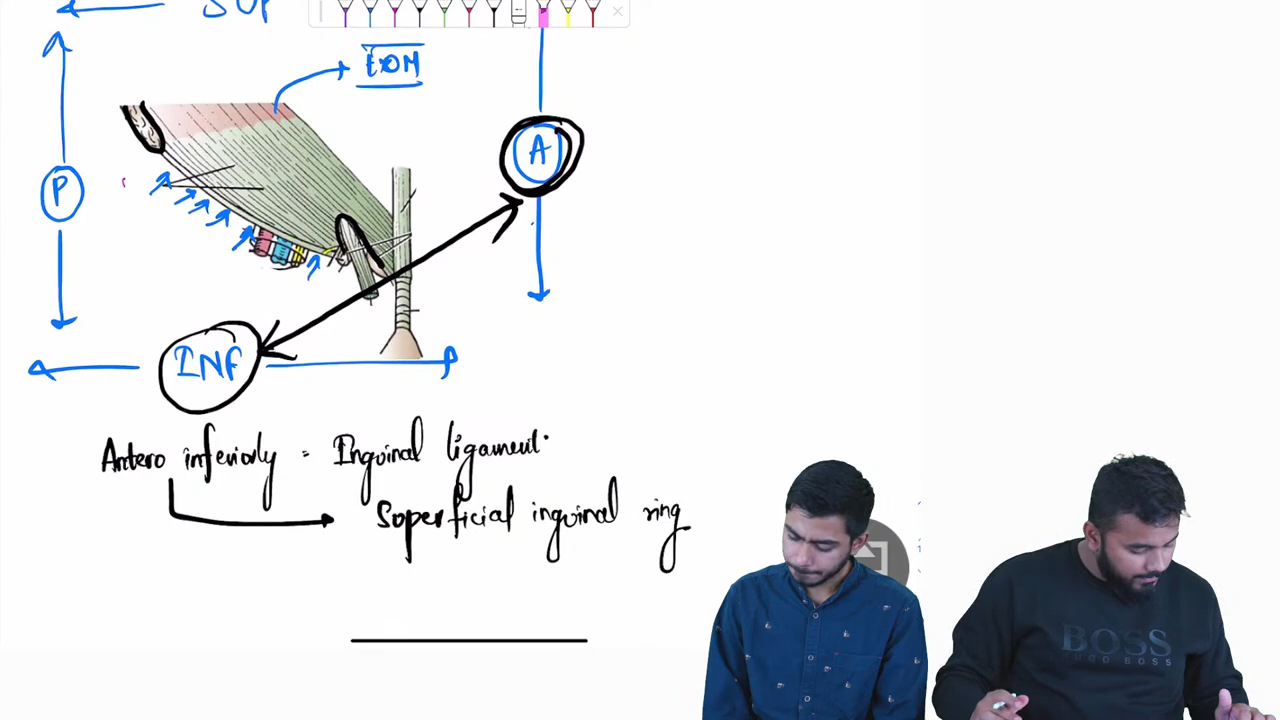 SUP
EOM
A
P
INF
Antero inferiorly = Inguinal ligament.
Superficial inguinal ring
BOSS
HUGO BOSS